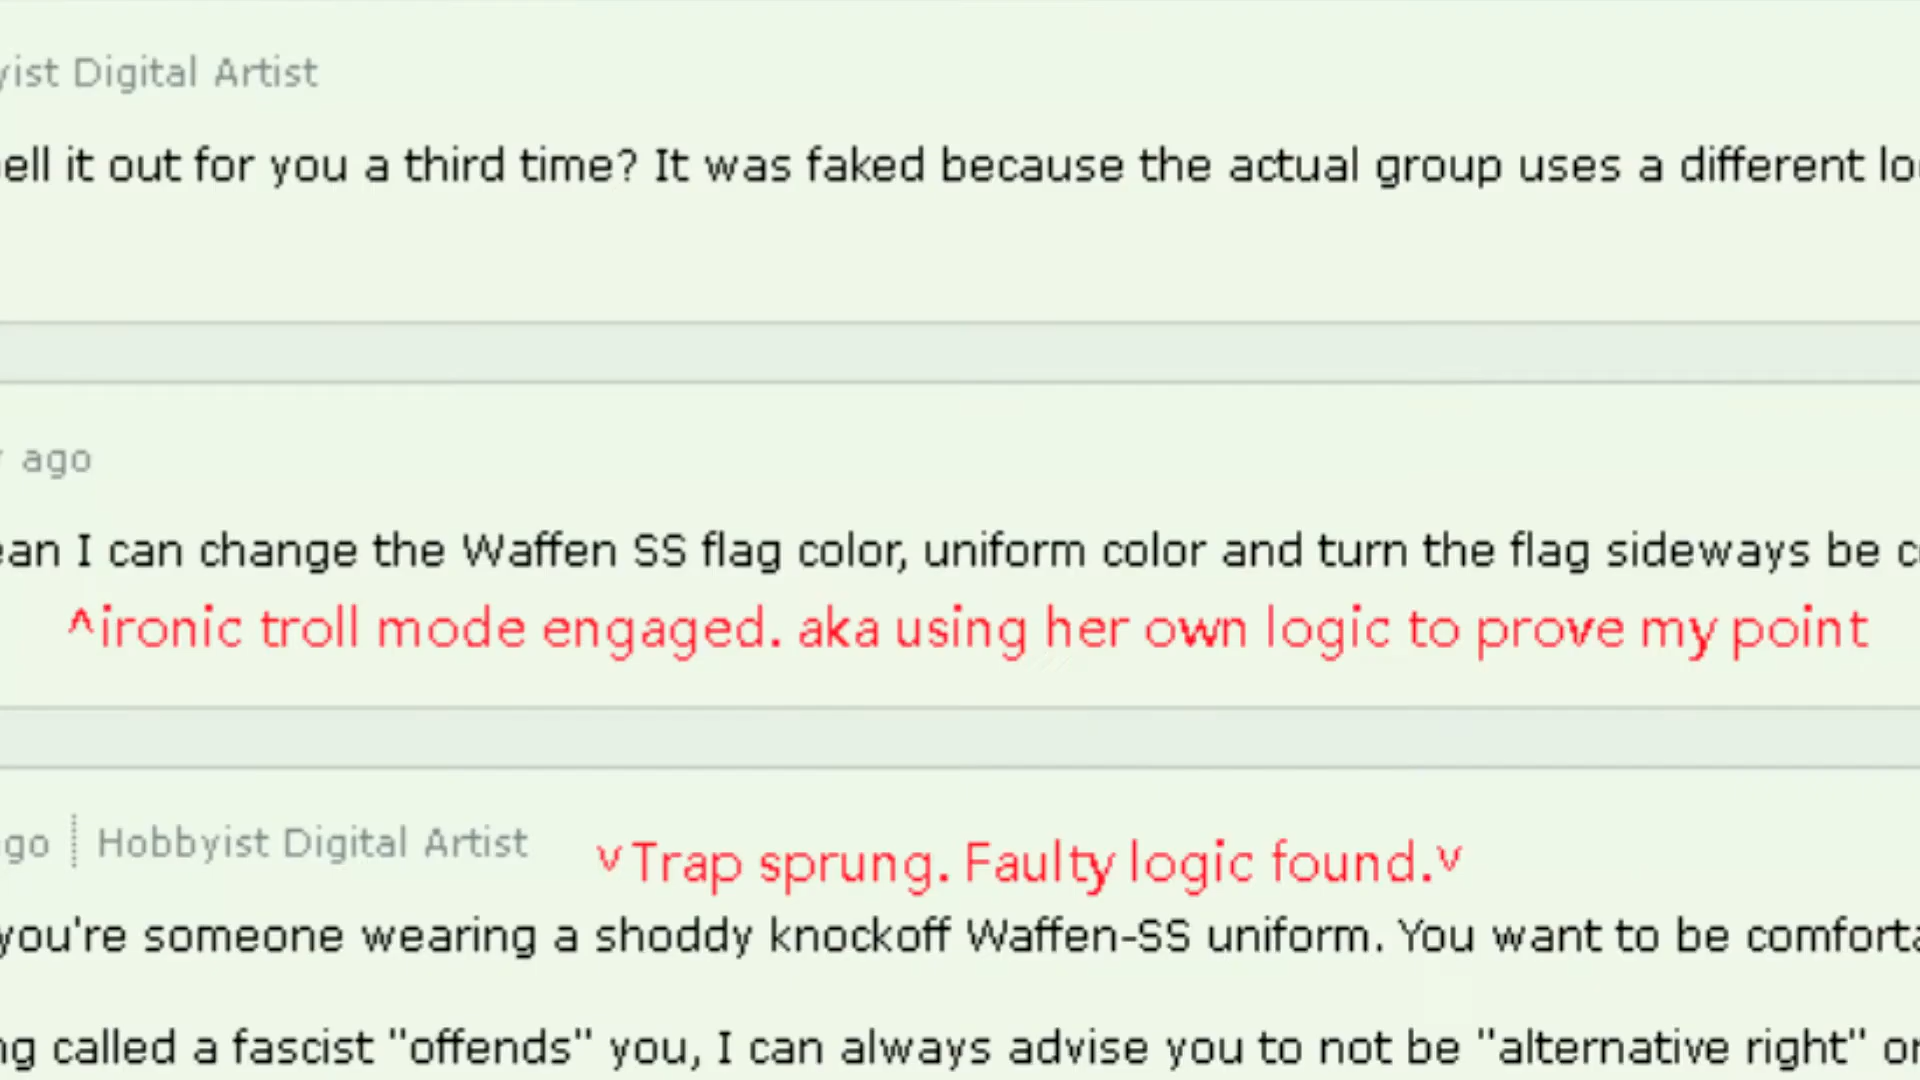 yist Digital Artist
ell it out for you a third time? It was faked because the actual group uses a different lo
ago
ean I can change the Waffen SS flag color, uniform color and turn the flag sideways be c
^ironic troll mode engaged. aka using her own logic to prove my point
go Hobbyist Digital Artist
v Trap sprung. Faulty logic found.v
you're someone wearing a shoddy knockoff Waffen-SS uniform. You want to be comforta
ng called a fascist "offends" you, I can always advise you to not be "alternative right" or